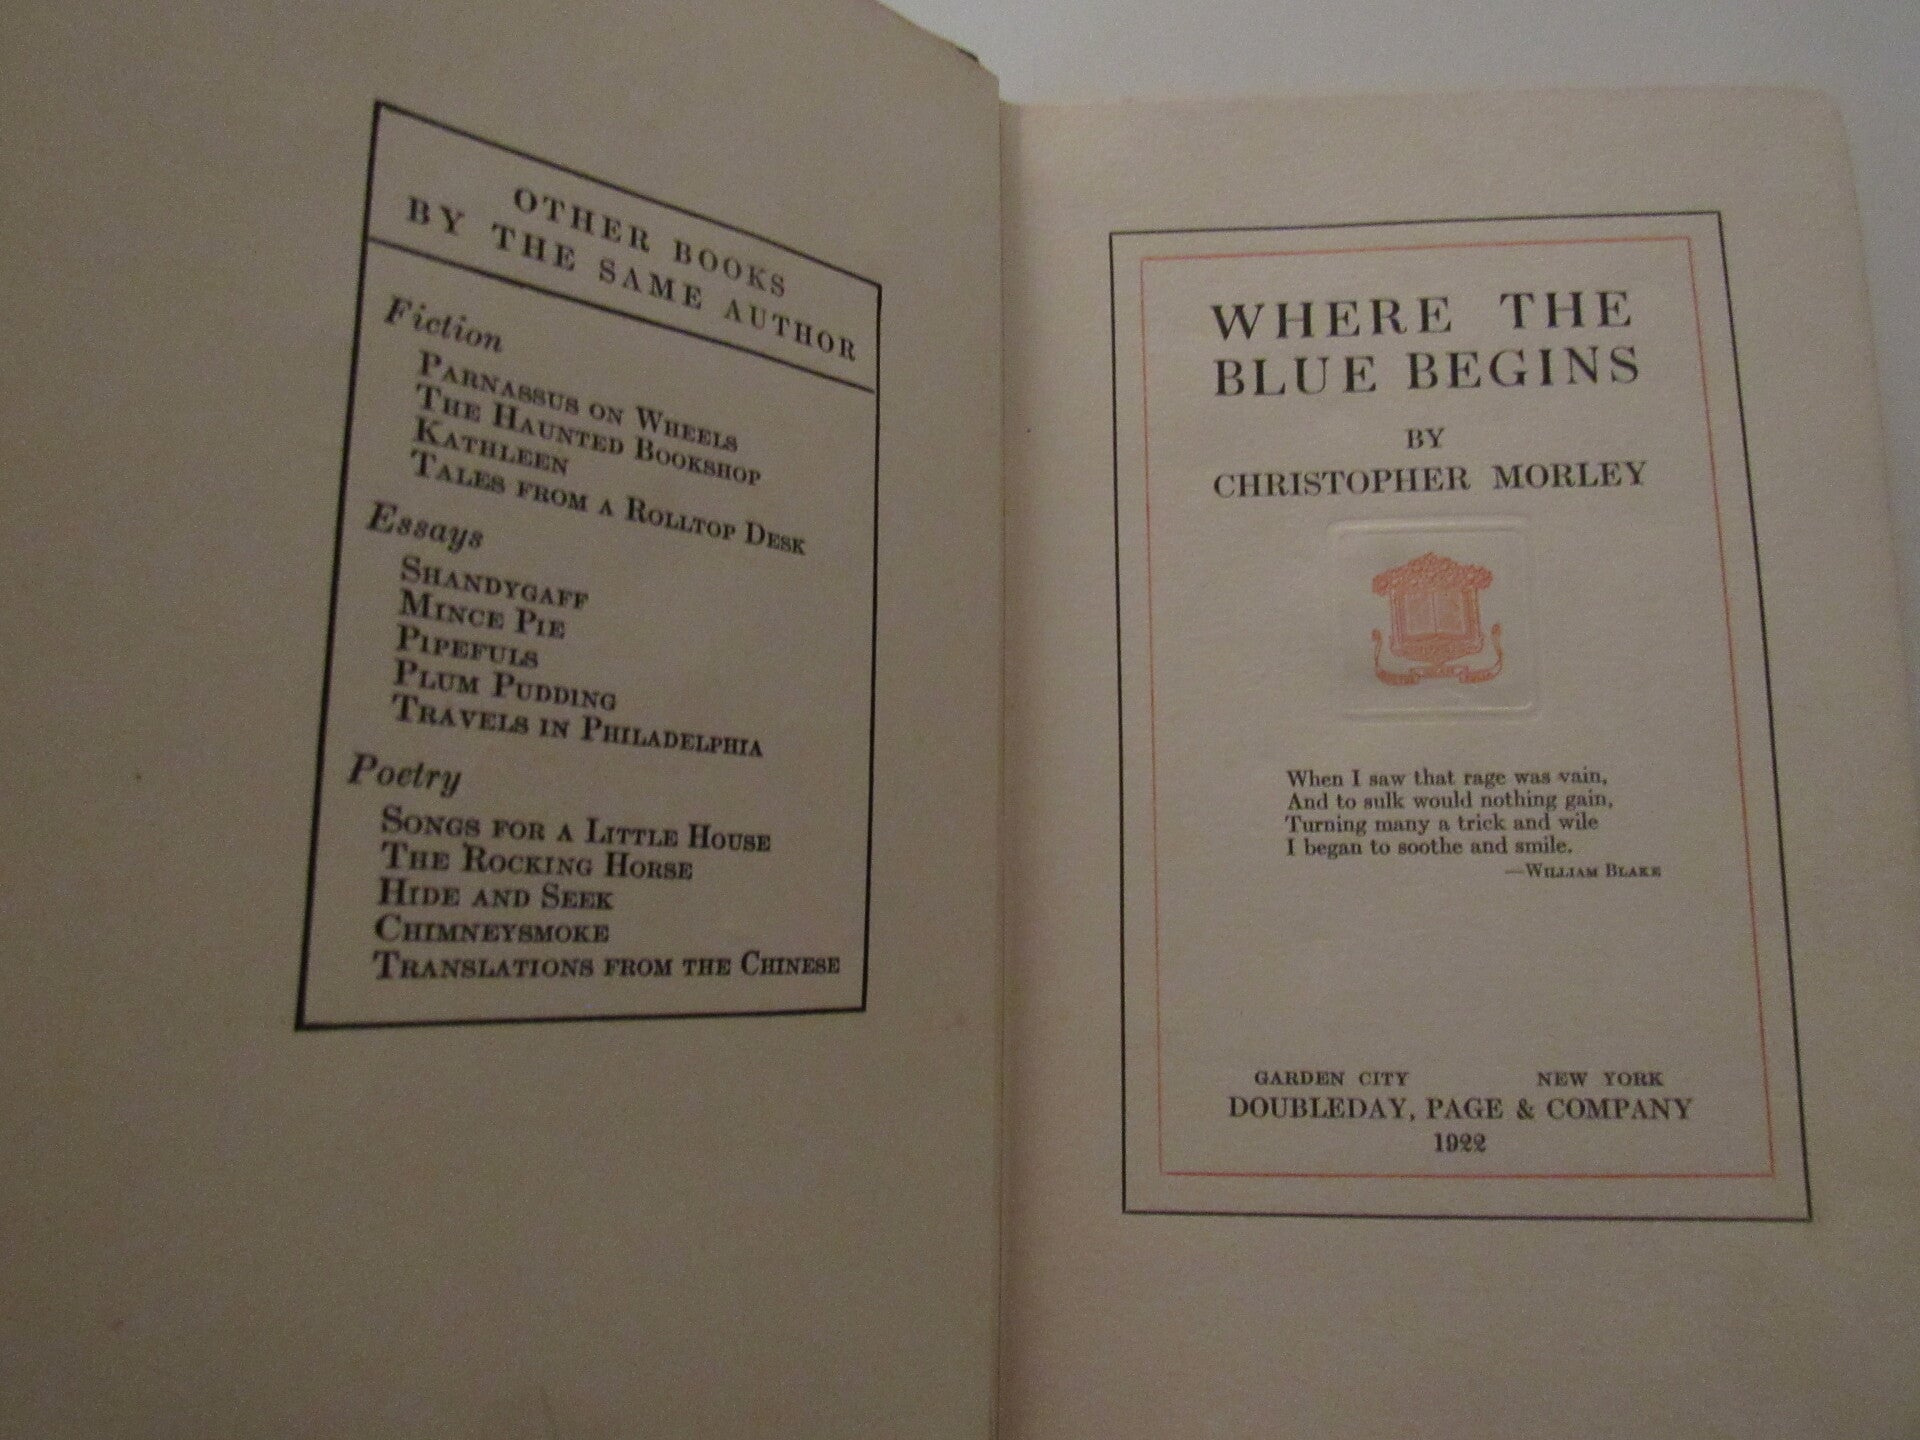 OTHER BOOKS
BY THE SAME AUTHOR
Fiction
PARNASSUS ON WHEELS
THE HAUNTED BOOKSHOP
KATHLEEN
TALES FROM A ROLLTOP DESK
Essays
SHANDYGAFF
MINCE PIE
PIPEFULS
PLUM PUDDING
TRAVELS IN PHILADELPHIA
Poetry
SONGS FOR A LITTLE HOUSE
THE ROCKING HORSE
HIDE AND SEEK
CHIMNEYSMOKE
TRANSLATIONS FROM THE CHINESE
WHERE THE
BLUE BEGINS
BY
CHRISTOPHER MORLEY
When I saw that rage was vain,
And to sulk would nothing gain,
Turning many a trick and wile
I began to soothe and smile.
—WILLIAM BLAKE
GARDEN CITY NEW YORK
DOUBLEDAY, PAGE & COMPANY
1922